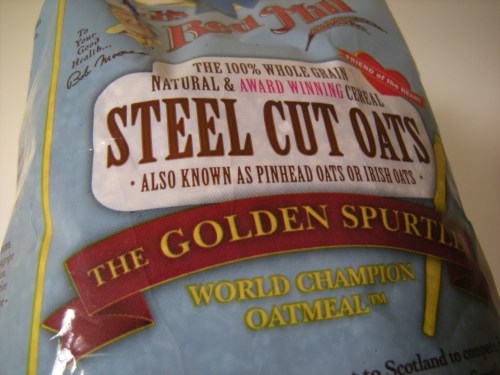 Red Mill
To
Your
Good
Health...
Bob Moore
FRIEND of the HEART
THE 100% WHOLE GRAIN
NATURAL & AWARD WINNING CEREAL
STEEL CUT OATS
· ALSO KNOWN AS PINHEAD OATS OR IRISH OATS ·
THE GOLDEN SPURTLE
WORLD CHAMPION
OATMEAL™
to Scotland to